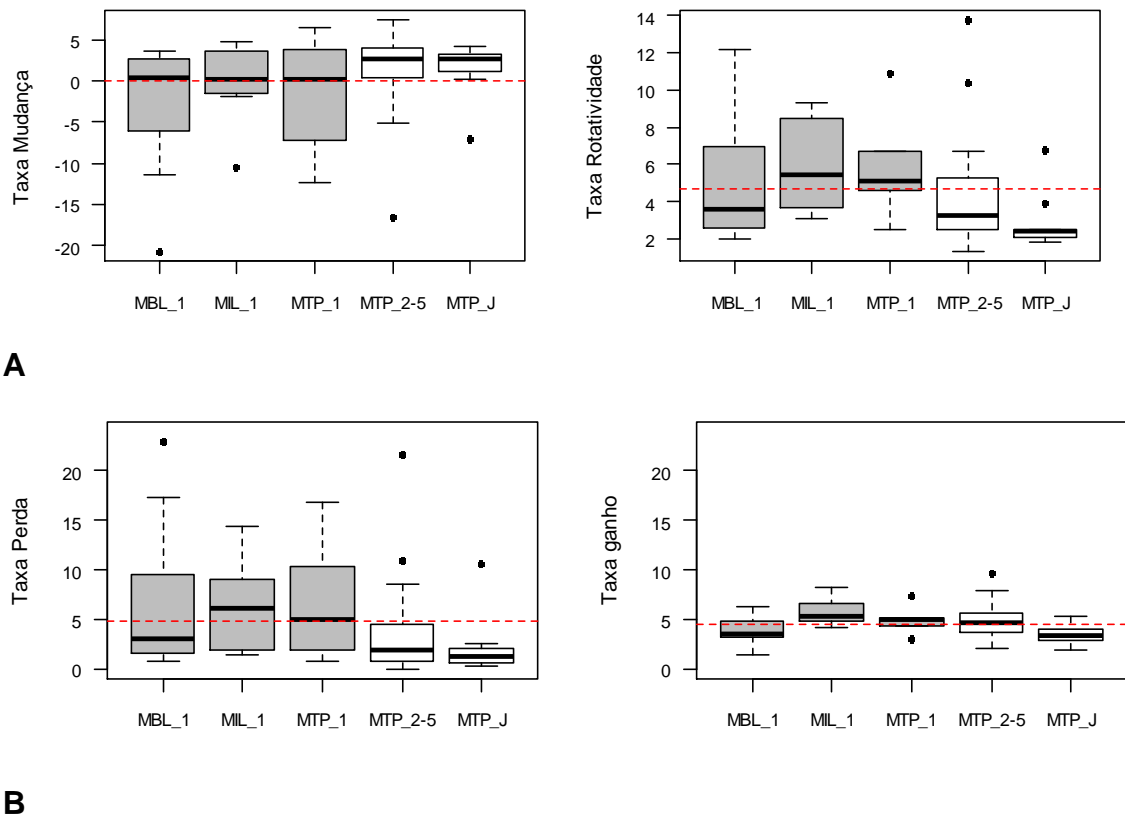 Taxa Mudança
5
0
-5
-10
-15
-20
MBL_1 MIL_1 MTP_1 MTP_2-5 MTP_J
Taxa Rotatividade
14
12
10
8
6
4
2
MBL_1 MIL_1 MTP_1 MTP_2-5 MTP_J
A
Taxa Perda
20
15
10
5
0
MBL_1 MIL_1 MTP_1 MTP_2-5 MTP_J
Taxa ganho
20
15
10
5
0
MBL_1 MIL_1 MTP_1 MTP_2-5 MTP_J
B